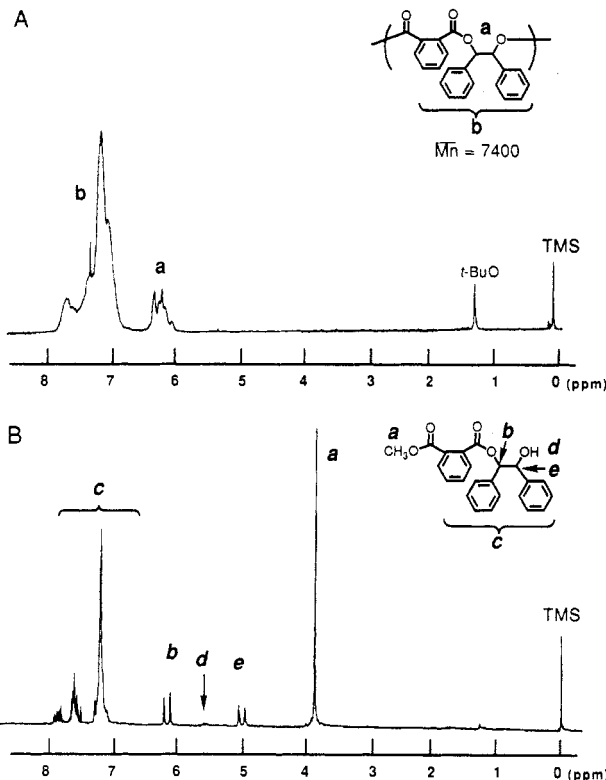 A
O
O
O a O
b
Mn = 7400
b
a
t-BuO
TMS
8 7 6 5 4 3 2 1 0 (ppm)
B
a
a
O
O
b
OH
d
CH₃O
O
e
c
c
b
d
e
TMS
8 7 6 5 4 3 2 1 0 (ppm)